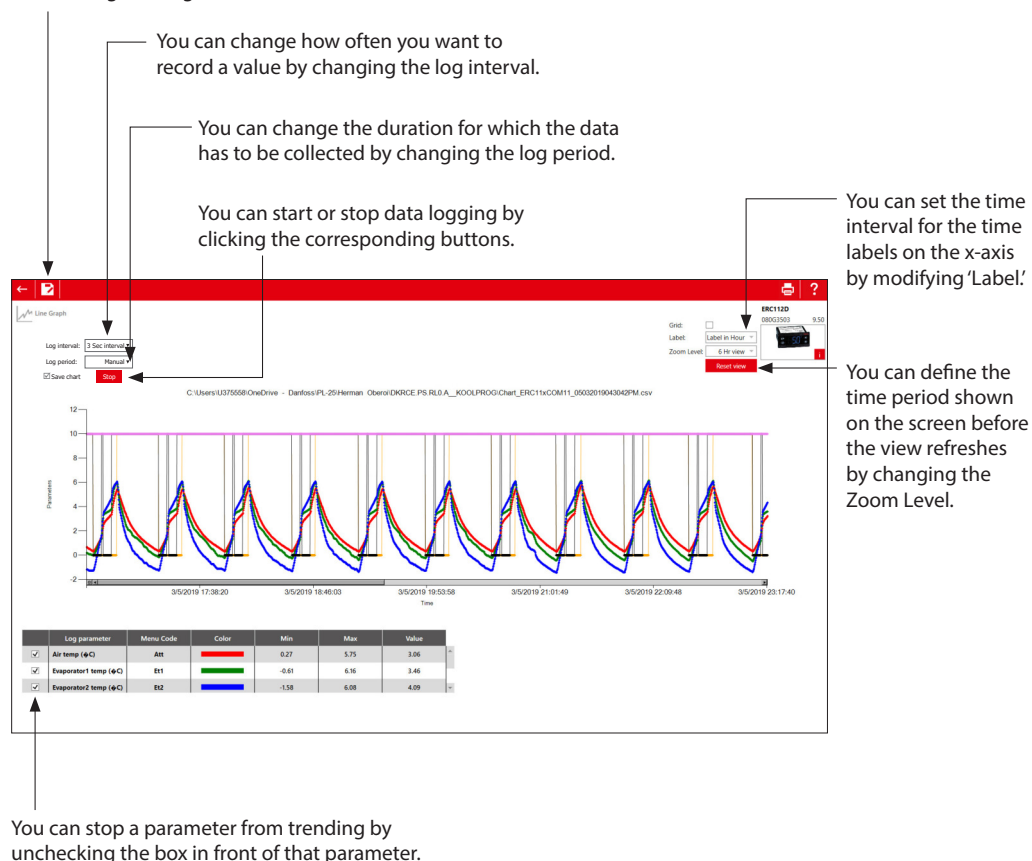 You can change how often you want to
record a value by changing the log interval.
You can change the duration for which the data
has to be collected by changing the log period.
You can start or stop data logging by
clicking the corresponding buttons.
You can set the time
interval for the time
labels on the x-axis
by modifying ‘Label.’
?
Line Graph
ERC112D
080G3503 9.50
Grid:
Log interval: 3 Sec interval
Label: Label in Hour
Log period: Manual
Zoom Level: 6 Hr view
Save chart Stop
Reset view
i
You can define the
time period shown
on the screen before
the view refreshes
by changing the
Zoom Level.
C:\Users\U375558\OneDrive - Danfoss\PL-25\Herman Oberoi\DKRCE.PS.RL0.A__KOOLPROG\Chart_ERC11xCOM11_05032019043042PM.csv
12
10
8
6
4
2
0
-2
Parameters
3/5/2019 17:38:20 3/5/2019 18:46:03 3/5/2019 19:53:58 3/5/2019 21:01:49 3/5/2019 22:09:48 3/5/2019 23:17:40
Time
Log parameter Menu Code Color Min Max Value
Air temp (�C) Att 0.27 5.75 3.06
Evaporator1 temp (�C) Et1 -0.61 6.16 3.46
Evaporator2 temp (�C) Et2 -1.58 6.08 4.09
You can stop a parameter from trending by
unchecking the box in front of that parameter.